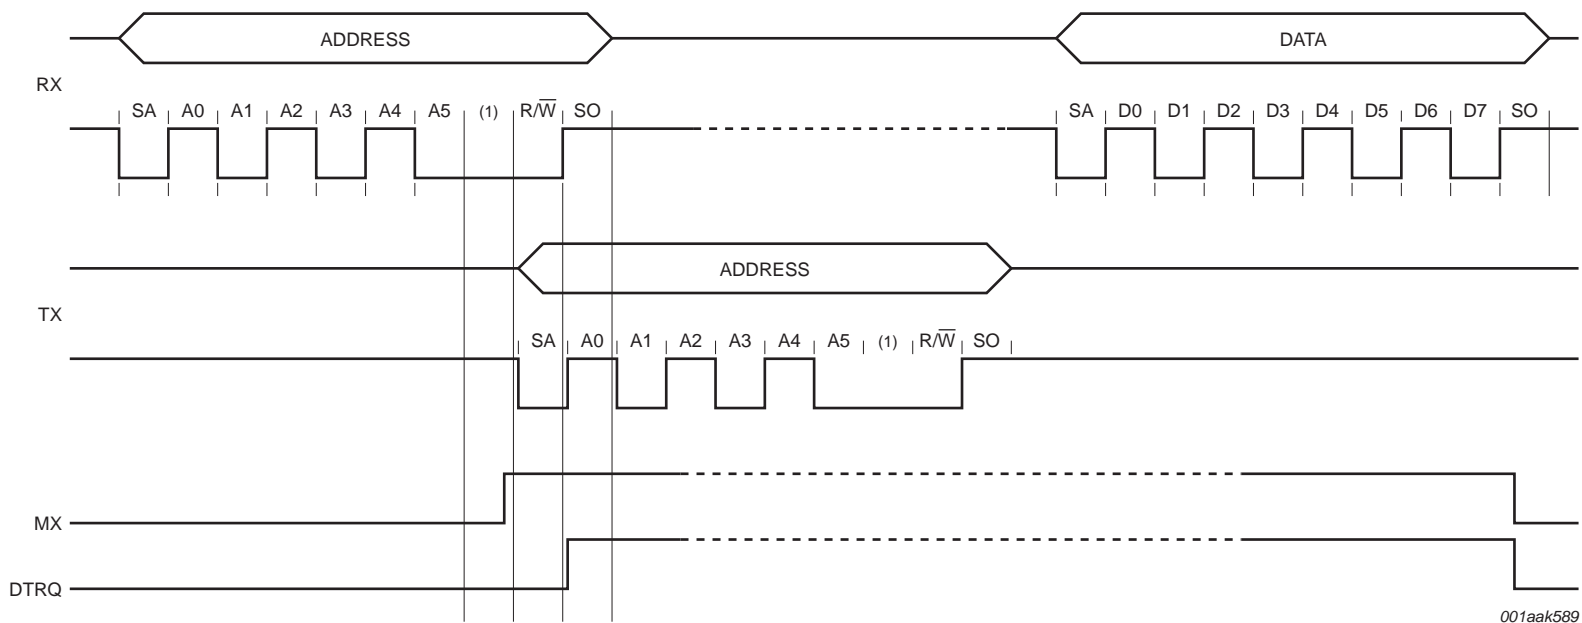 ADDRESS DATA
RX
SA A0 A1 A2 A3 A4 A5 (1) R/W̅ SO SA D0 D1 D2 D3 D4 D5 D6 D7 SO
ADDRESS
TX
SA A0 A1 A2 A3 A4 A5 (1) R/W̅ SO
MX
DTRQ
001aak589